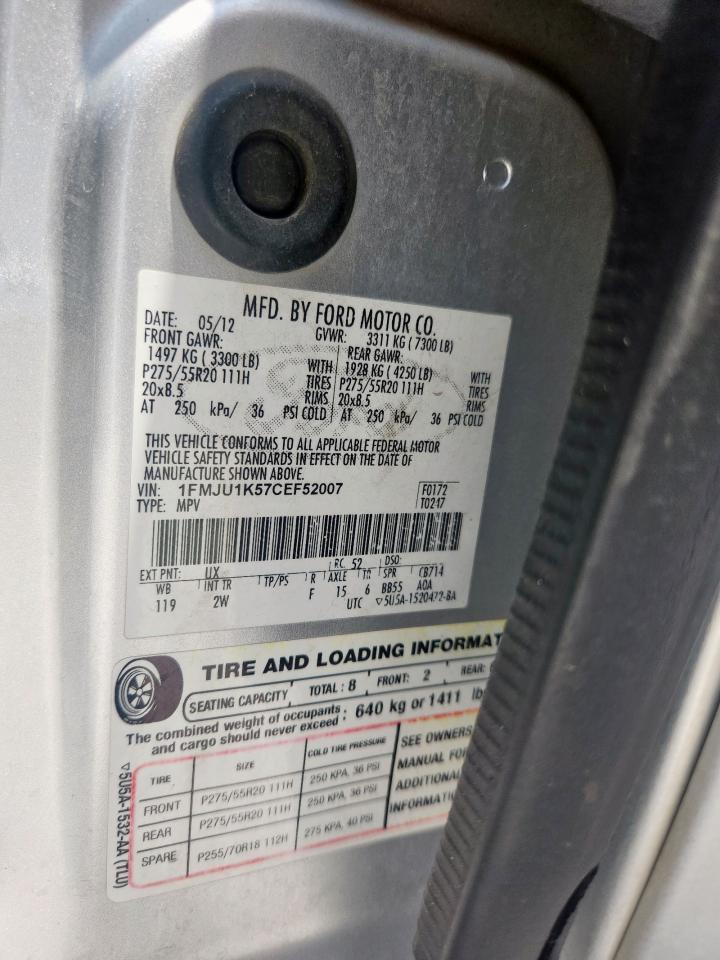 MFD. BY FORD MOTOR CO.
DATE: 05/12 GVWR: 3311 KG ( 7300 LB)
FRONT GAWR: REAR GAWR:
1497 KG ( 3300 LB) WITH 1928 KG ( 4250 LB) WITH
P275/55R20 111H TIRES P275/55R20 111H TIRES
20x8.5 RIMS 20x8.5 RIMS
AT 250 kPa/ 36 PSI COLD AT 250 kPa/ 36 PSI COLD
THIS VEHICLE CONFORMS TO ALL APPLICABLE FEDERAL MOTOR
VEHICLE SAFETY STANDARDS IN EFFECT ON THE DATE OF
MANUFACTURE SHOWN ABOVE.
VIN: 1FMJU1K57CEF52007 F0172
TYPE: MPV T0247
EXT PNT: UX RC: 52 DSO:
WB INT TR TP/PS R AXLE TR SPR CB714
119 2W F 15 6 BB55 AOA
UTC ▽5U5A-1520472-BA
TIRE AND LOADING INFORMAT
SEATING CAPACITY TOTAL : 8 FRONT: 2 REAR:
The combined weight of occupants
and cargo should never exceed : 640 kg or 1411 lb
TIRE SIZE COLD TIRE PRESSURE SEE OWNERS
FRONT P275/55R20 111H 250 KPA, 36 PSI MANUAL FOR
REAR P275/55R20 111H 250 KPA, 36 PSI ADDITIONAL
SPARE P255/70R18 112H 275 KPA, 40 PSI INFORMATION
▽5U5A-1532-AA (TLU)